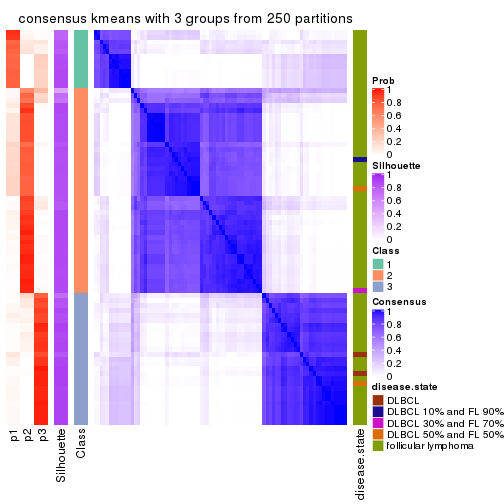 consensus kmeans with 3 groups from 250 partitions
Prob
1
0.8
0.6
0.4
0.2
0
Silhouette
1
0.8
0.6
0.4
0.2
0
Class
1
2
3
Consensus
1
0.8
0.6
0.4
0.2
0
disease.state
DLBCL
DLBCL 10% and FL 90%
DLBCL 30% and FL 70%
DLBCL 50% and FL 50%
follicular lymphoma
p1
p2
p3
Silhouette
Class
disease.state